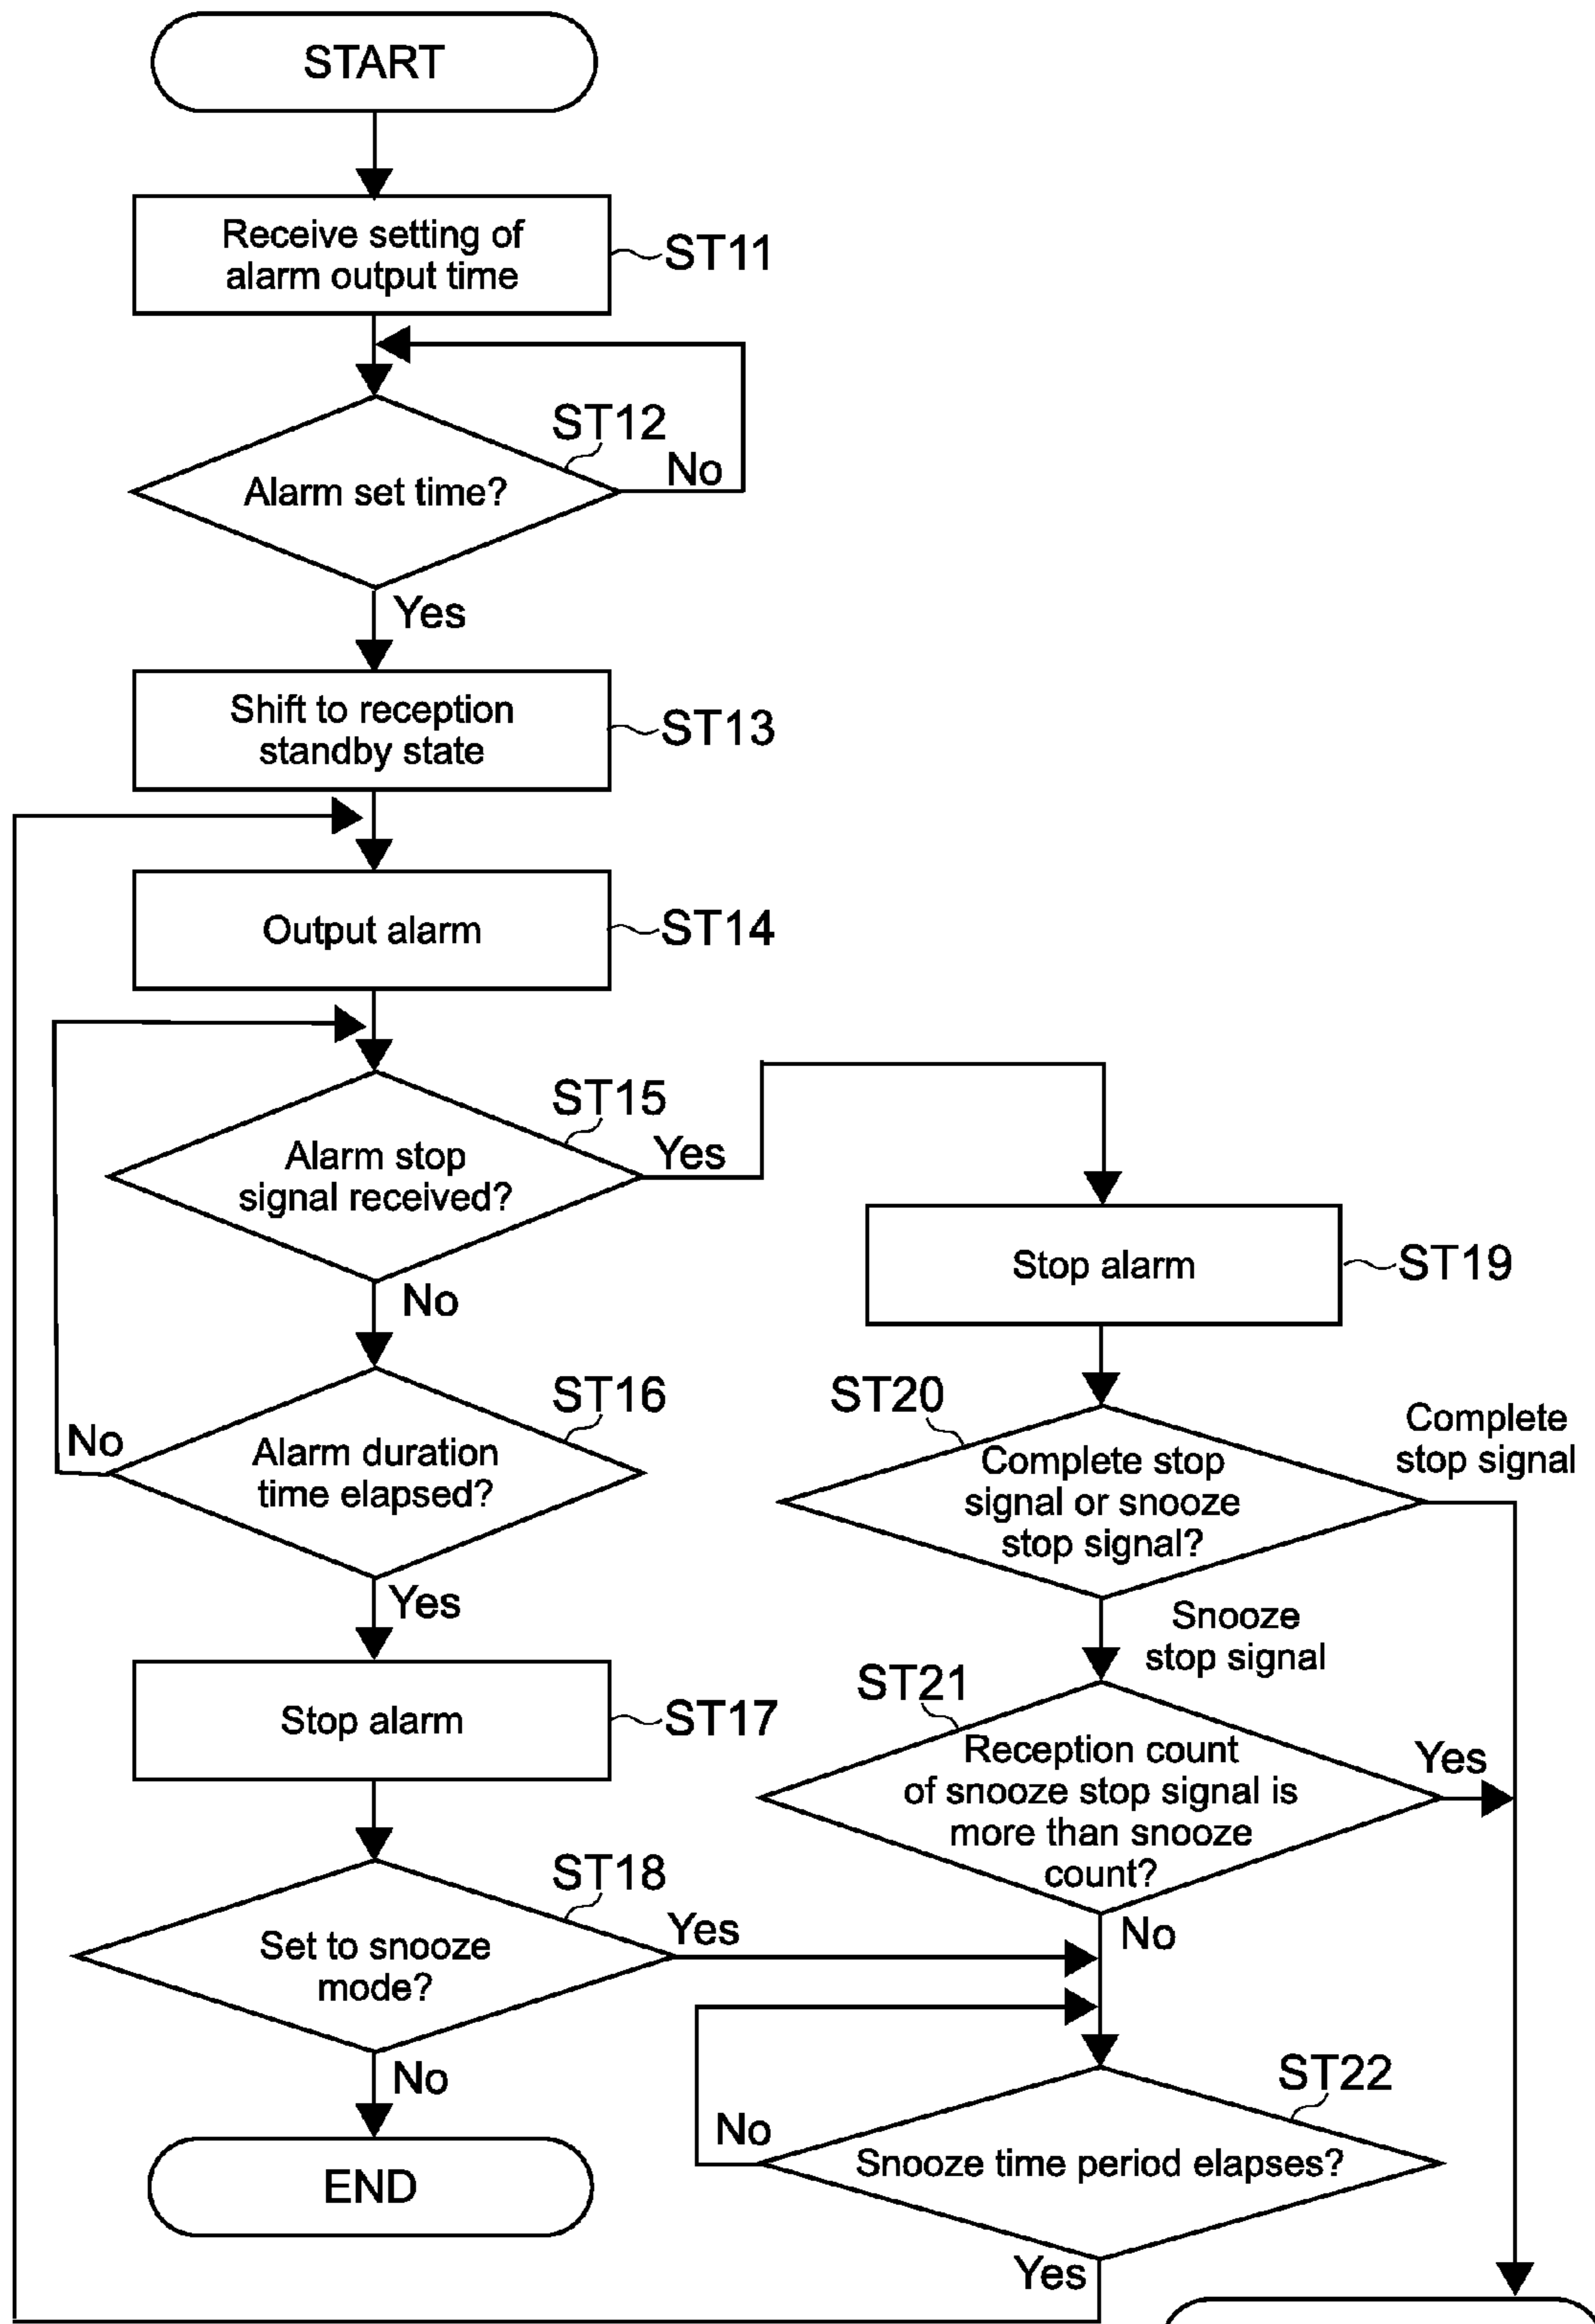 START
Receive setting of
alarm output time
ST11
ST12
Alarm set time?
No
Yes
Shift to reception
standby state
ST13
Output alarm
ST14
ST15
Alarm stop
signal received?
Yes
No
ST16
Alarm duration
time elapsed?
No
Yes
Stop alarm
ST17
ST18
Set to snooze
mode?
Yes
No
END
Stop alarm
ST19
ST20
Complete stop
signal or snooze
stop signal?
Complete
stop signal
Snooze
stop signal
ST21
Reception count
of snooze stop signal is
more than snooze
count?
Yes
No
ST22
Snooze time period elapses?
No
Yes